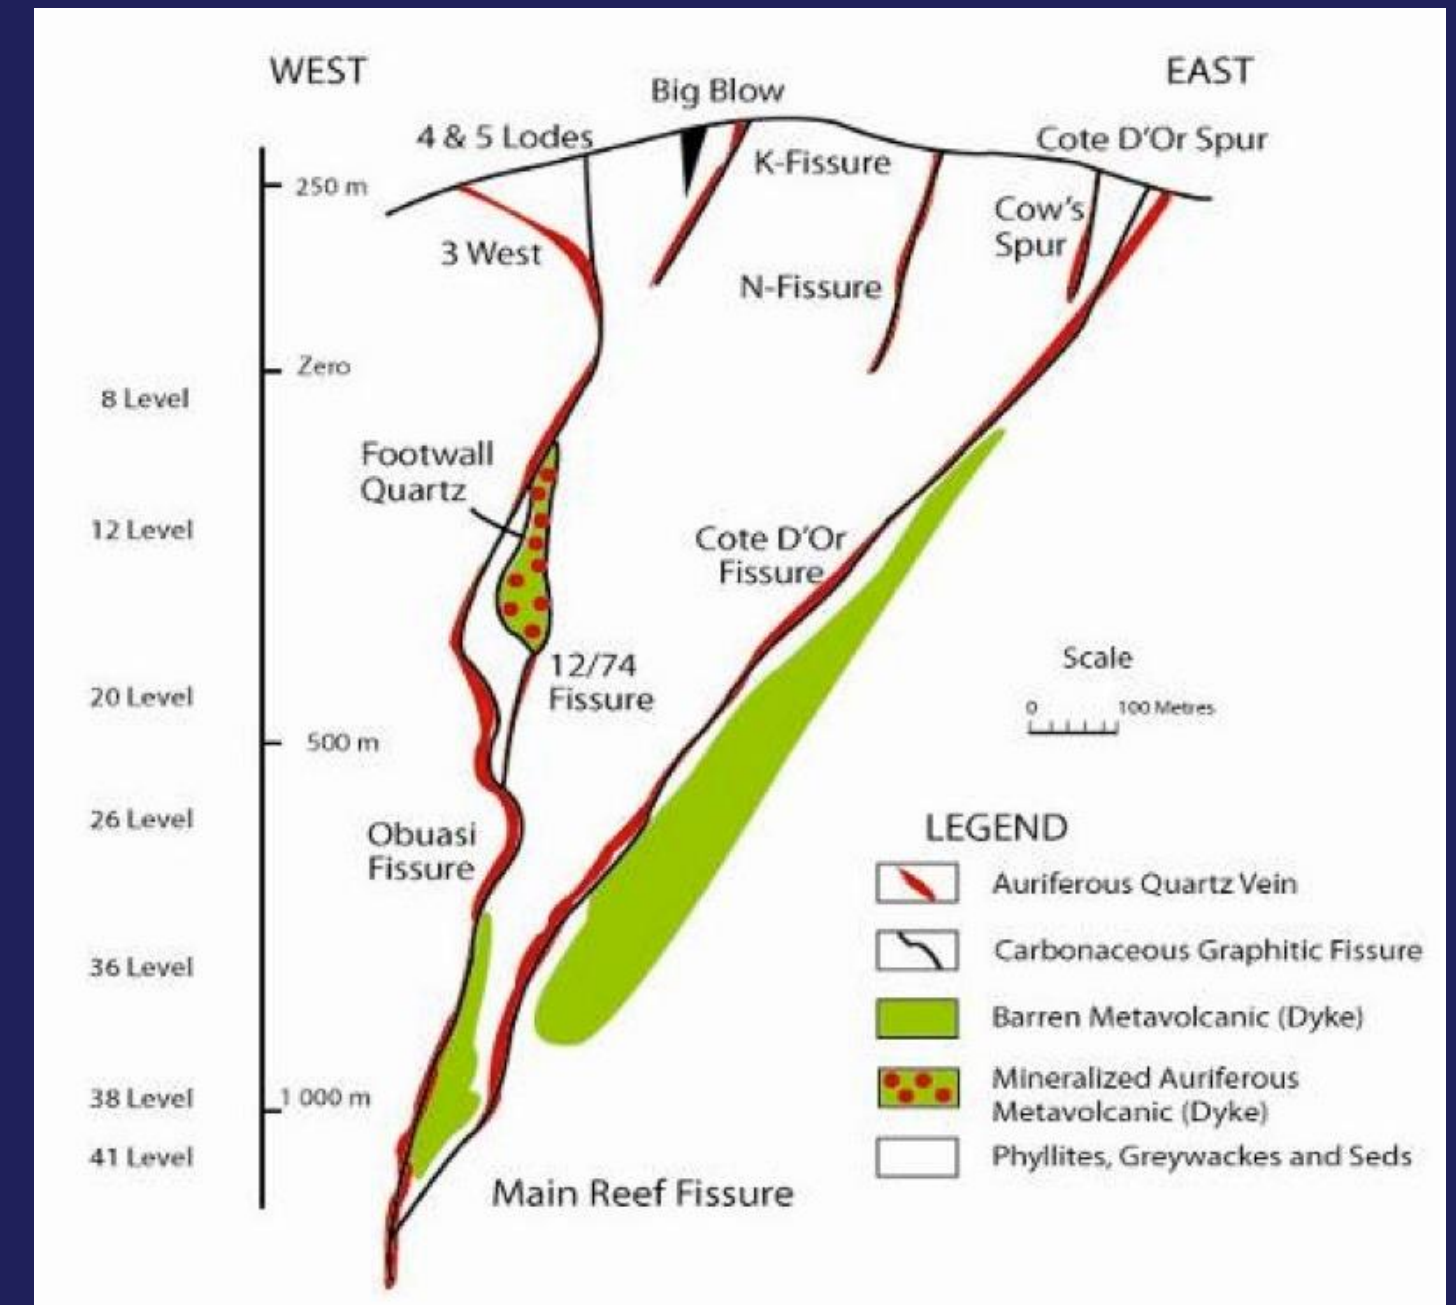 WEST
EAST
Big Blow
4 & 5 Lodes
Cote D'Or Spur
K-Fissure
250 m
Cow's
Spur
3 West
N-Fissure
Zero
8 Level
Footwall
Quartz
12 Level
Cote D'Or
Fissure
12/74
Fissure
Scale
0
100 Metres
20 Level
500 m
26 Level
Obuasi
Fissure
LEGEND
Auriferous Quartz Vein
Carbonaceous Graphitic Fissure
36 Level
Barren Metavolcanic (Dyke)
Mineralized Auriferous
Metavolcanic (Dyke)
38 Level
1 000 m
41 Level
Phyllites, Greywackes and Seds
Main Reef Fissure